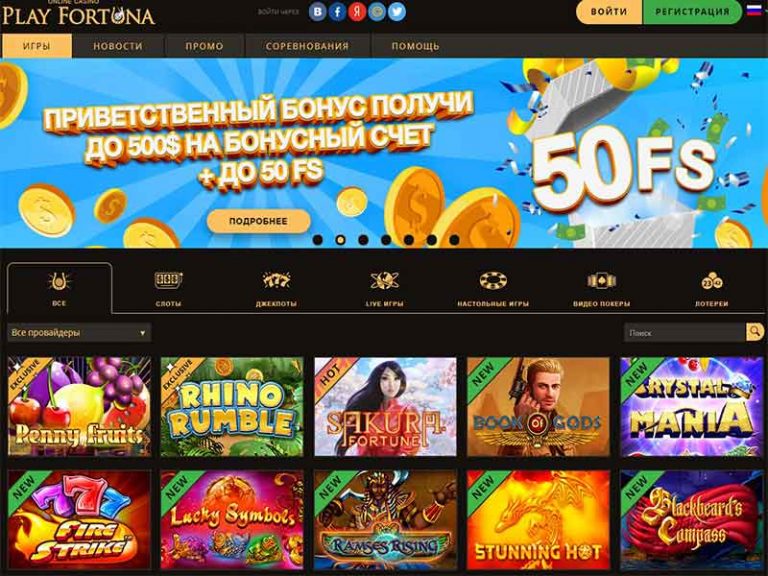 ONLINE CASINO
PLAY FORTUNA
ВОЙТИ ЧЕРЕЗ
ВОЙТИ
РЕГИСТРАЦИЯ
ИГРЫ
НОВОСТИ
ПРОМО
СОРЕВНОВАНИЯ
ПОМОЩЬ
ПРИВЕТСТВЕННЫЙ БОНУС ПОЛУЧИ
ДО 500$ НА БОНУСНЫЙ СЧЕТ
+ ДО 50 FS
50FS
ПОДРОБНЕЕ
ВСЕ
СЛОТЫ
ДЖЕКПОТЫ
LIVE ИГРЫ
НАСТОЛЬНЫЕ ИГРЫ
ВИДЕО ПОКЕРЫ
ЛОТЕРЕИ
Все провайдеры
Поиск
EXCLUSIVE
Penny Fruits
EXCLUSIVE
RHINO
RUMBLE
HOT
SAKURA
FORTUNE
NEW
BOOK OF GODS
NEW
CRYSTAL
MANIA
NEW
777
FIRE
STRIKE
NEW
Lucky Symbols
NEW
RAMSES RISING
NEW
STUNNING HOT
NEW
Blackbeard's
Compass